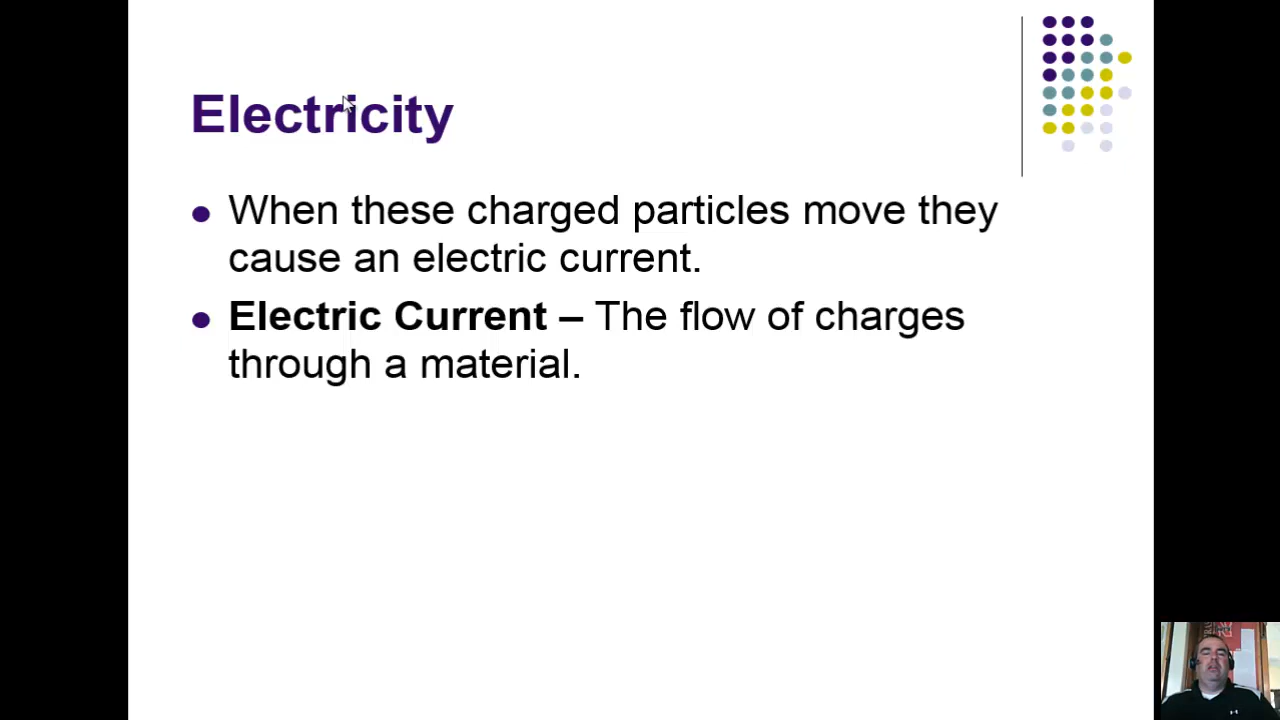 Electricity
When these charged particles move they
cause an electric current.
Electric Current – The flow of charges
through a material.